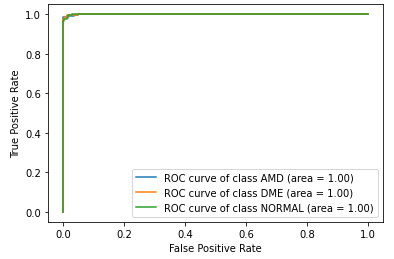 1.0
0.8
0.6
0.4
0.2
0.0
True Positive Rate
ROC curve of class AMD (area = 1.00)
ROC curve of class DME (area = 1.00)
ROC curve of class NORMAL (area = 1.00)
0.0 0.2 0.4 0.6 0.8 1.0
False Positive Rate